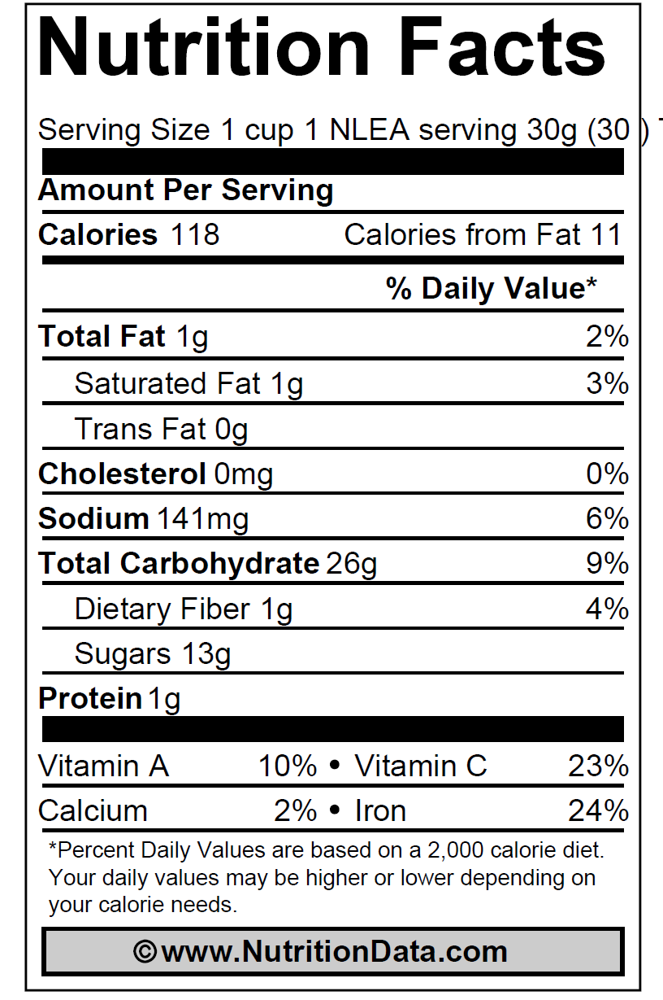 Nutrition Facts
Serving Size 1 cup 1 NLEA serving 30g (30 )
Amount Per Serving
Calories 118 Calories from Fat 11
% Daily Value*
Total Fat 1g 2%
Saturated Fat 1g 3%
Trans Fat 0g
Cholesterol 0mg 0%
Sodium 141mg 6%
Total Carbohydrate 26g 9%
Dietary Fiber 1g 4%
Sugars 13g
Protein 1g
Vitamin A 10% • Vitamin C 23%
Calcium 2% • Iron 24%
*Percent Daily Values are based on a 2,000 calorie diet.
Your daily values may be higher or lower depending on
your calorie needs.
©www.NutritionData.com